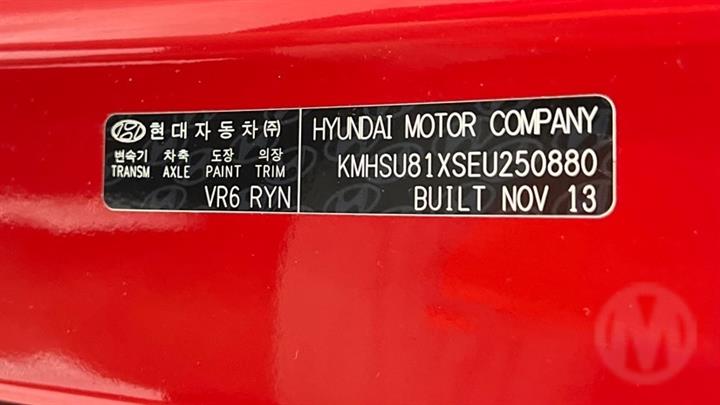 현대자동차㈜
변속기 차축 도장 의장
TRANSM AXLE PAINT TRIM
VR6 RYN
HYUNDAI MOTOR COMPANY
KMHSU81XSEU250880
BUILT NOV 13
M